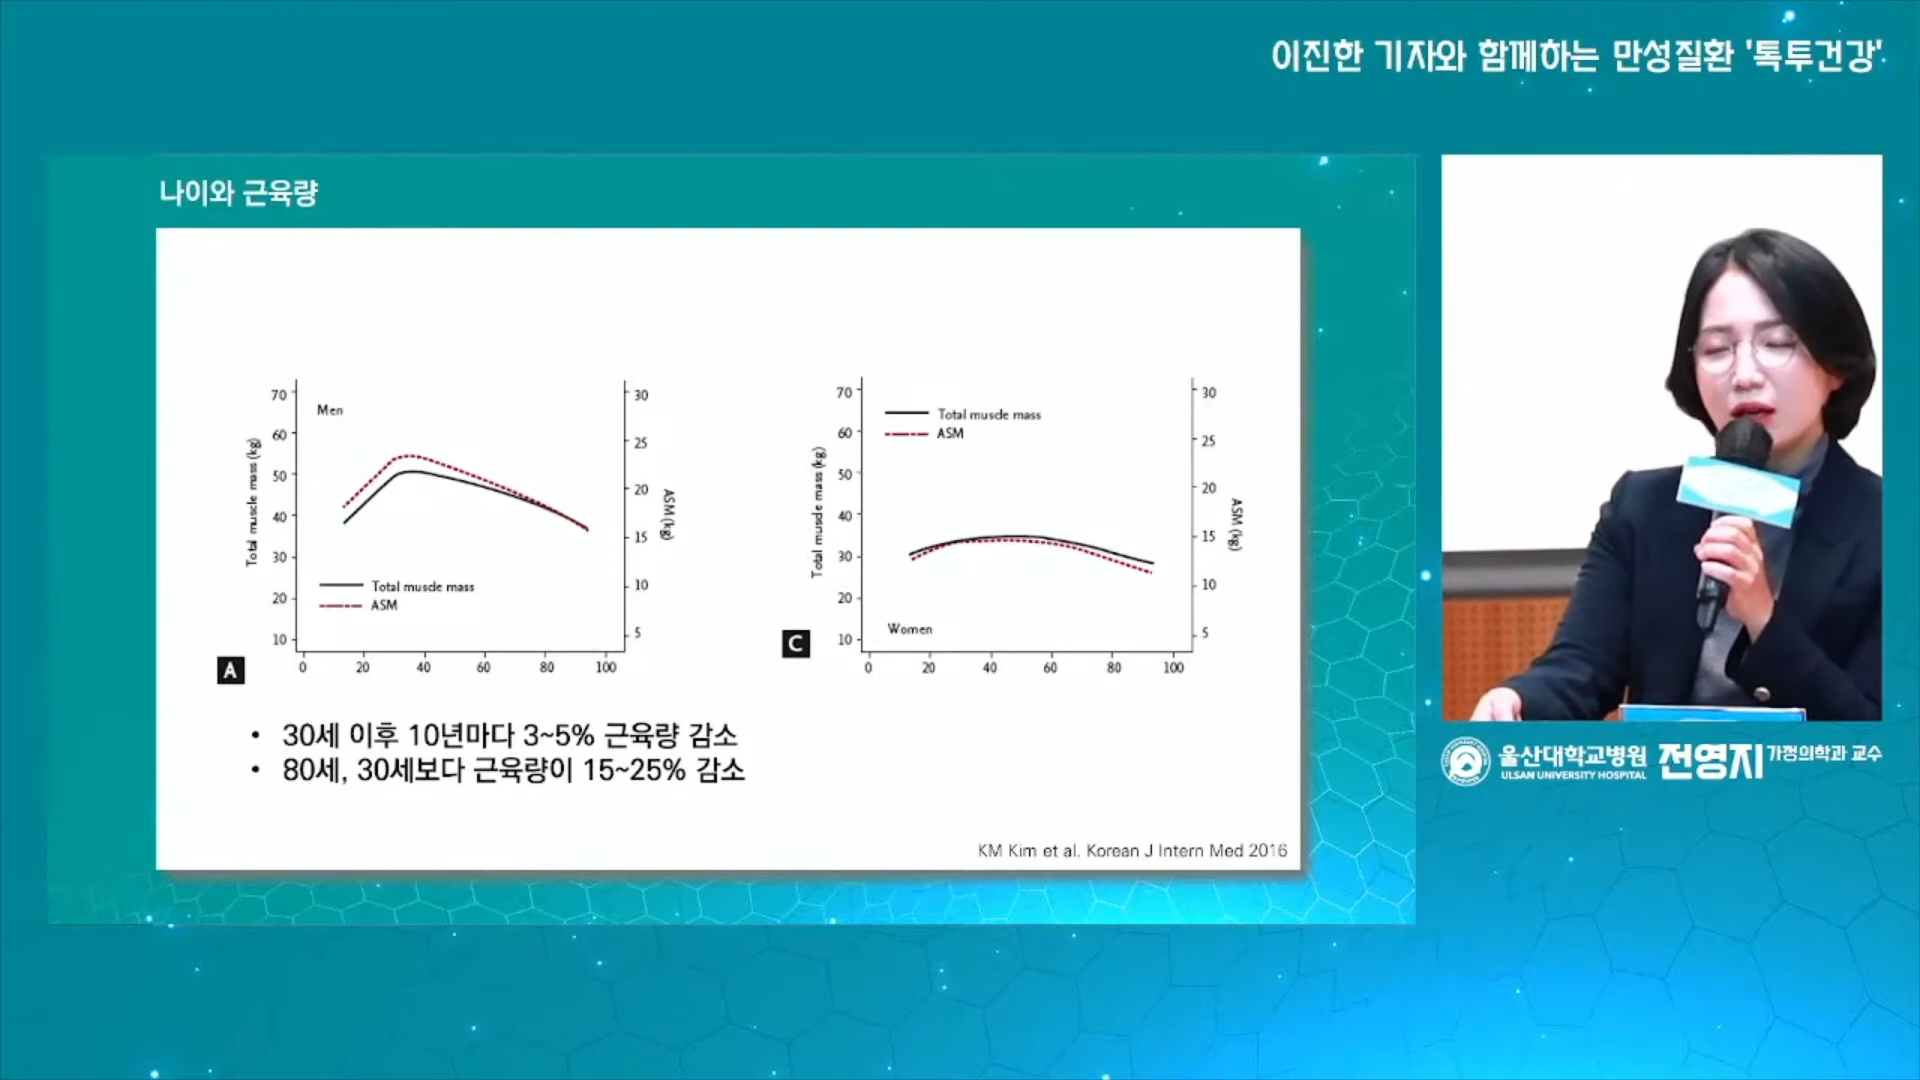 이진한 기자와 함께하는 만성질환 '톡투건강'
나이와 근육량
70
60
50
40
30
20
10
Total muscle mass (kg)
Men
Total muscle mass
ASM
30
25
20
15
10
5
ASM (kg)
0 20 40 60 80 100
A
70
60
50
40
30
20
10
Total muscle mass (kg)
Total muscle mass
ASM
Women
30
25
20
15
10
5
ASM (kg)
0 20 40 60 80 100
C
• 30세 이후 10년마다 3~5% 근육량 감소
• 80세, 30세보다 근육량이 15~25% 감소
KM Kim et al. Korean J Intern Med 2016
울산대학교병원 전영지 가정의학과 교수
ULSAN UNIVERSITY HOSPITAL